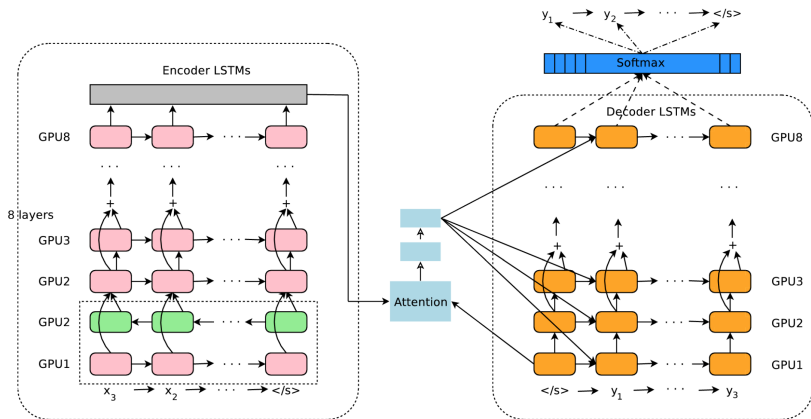 y1 y2 · · · </s>
Softmax
Encoder LSTMs
Decoder LSTMs
GPU8
· · ·
GPU8
· · ·
· · ·
· · ·
+ + +
8 layers
GPU3
· · ·
+ + +
GPU2
· · ·
Attention
GPU3
· · ·
GPU2
· · ·
GPU2
· · ·
GPU1
· · ·
GPU1
· · ·
x3 x2 · · · </s>
</s> y1 · · · y3